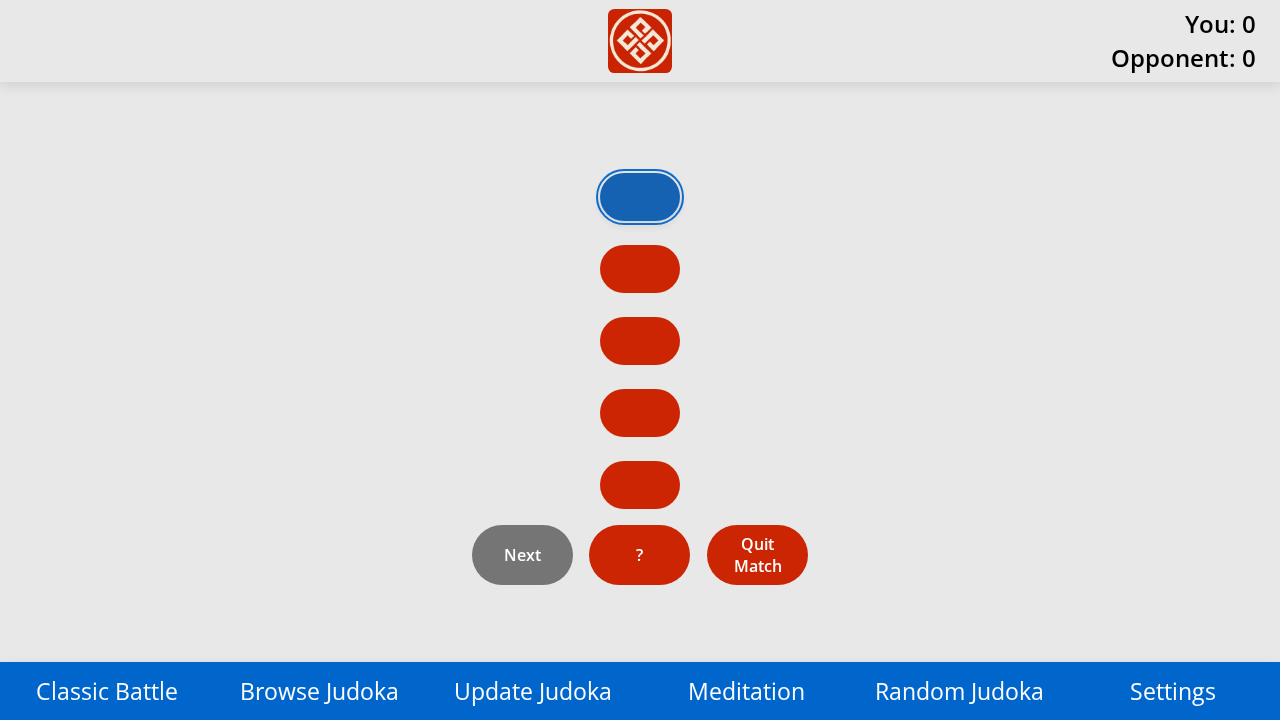 You: 0
Opponent: 0
Next
?
Quit
Match
Classic Battle
Browse Judoka
Update Judoka
Meditation
Random Judoka
Settings